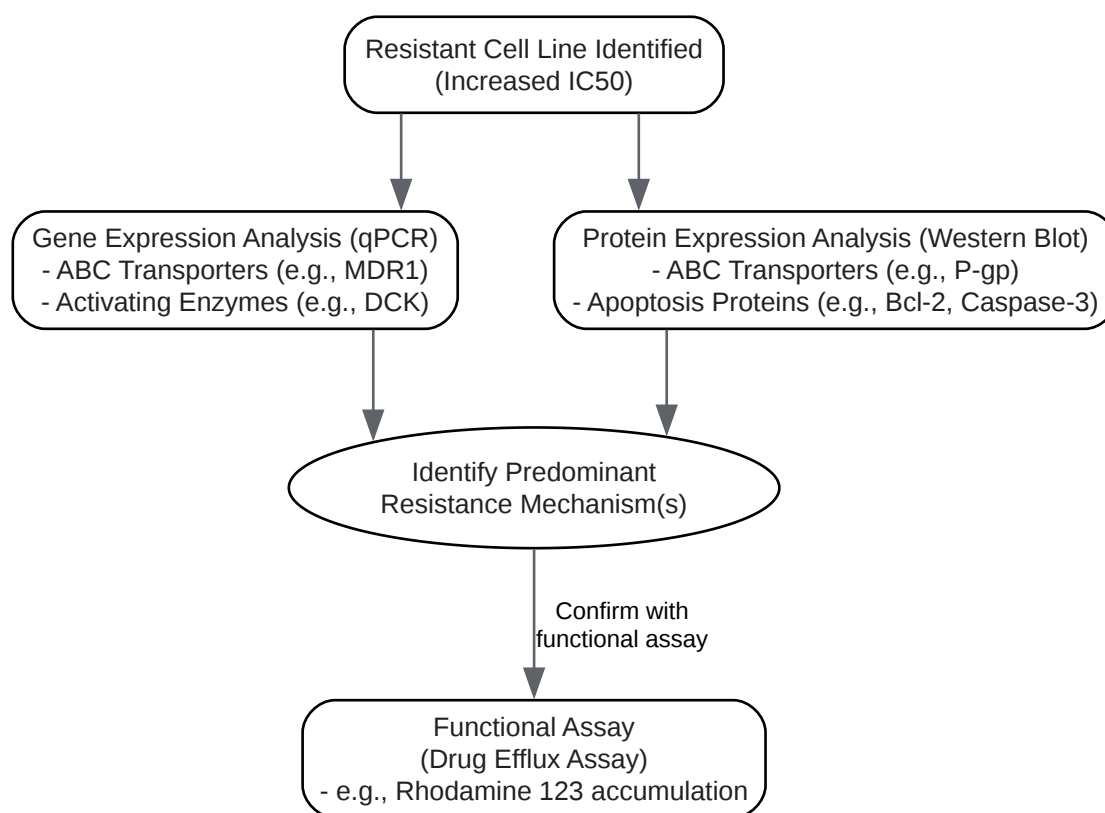 Resistant Cell Line Identified
(Increased IC50)
Gene Expression Analysis (qPCR)
- ABC Transporters (e.g., MDR1)
- Activating Enzymes (e.g., DCK)
Protein Expression Analysis (Western Blot)
- ABC Transporters (e.g., P-gp)
- Apoptosis Proteins (e.g., Bcl-2, Caspase-3)
Identify Predominant
Resistance Mechanism(s)
Confirm with
functional assay
Functional Assay
(Drug Efflux Assay)
- e.g., Rhodamine 123 accumulation